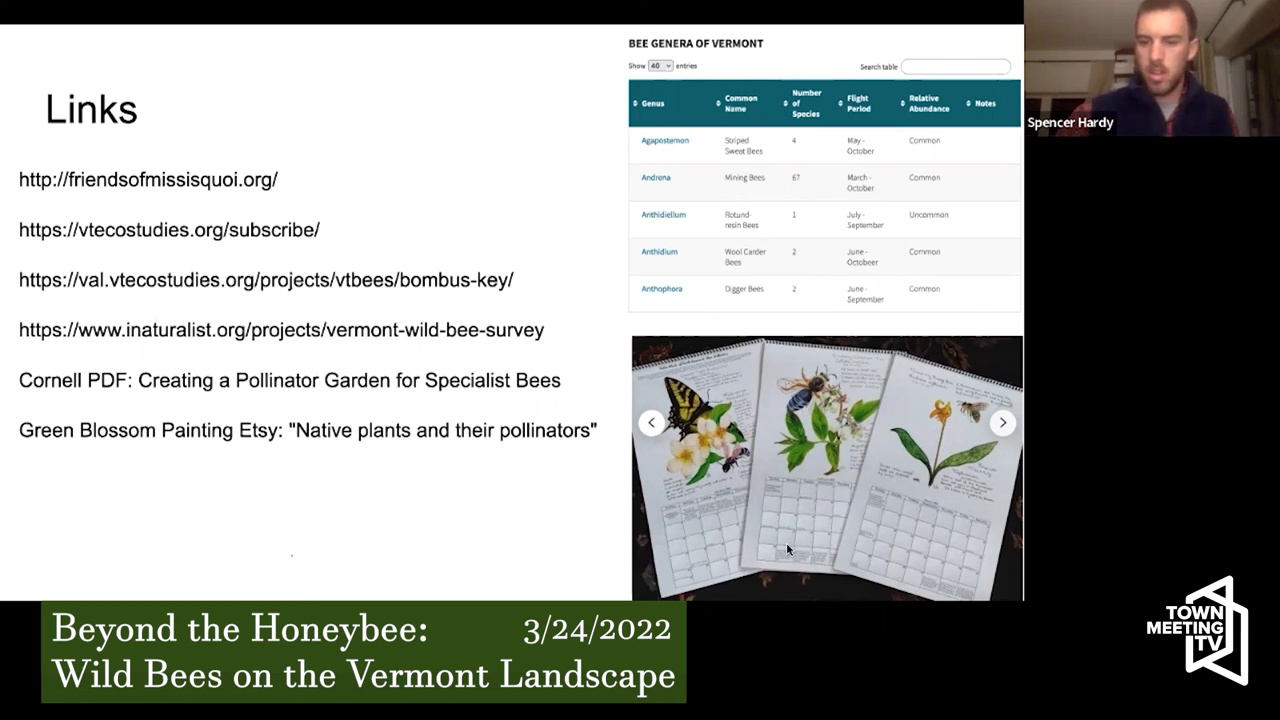 Links
http://friendsofmissisquoi.org/
https://vtecostudies.org/subscribe/
https://val.vtecostudies.org/projects/vtbees/bombus-key/
https://www.inaturalist.org/projects/vermont-wild-bee-survey
Cornell PDF: Creating a Pollinator Garden for Specialist Bees
Green Blossom Painting Etsy: "Native plants and their pollinators"
BEE GENERA OF VERMONT
Show 40 entries
Search table
Genus Common Name Number of Species Flight Period Relative Abundance Notes
Agapostemon Striped Sweat Bees 4 May - October Common
Andrena Mining Bees 67 March - October Common
Anthidiellum Rotund-resin Bees 1 July - September Uncommon
Anthidium Wool Carder Bees 2 June - Octobeer Common
Anthophora Digger Bees 2 June - September Common
Spencer Hardy
Beyond the Honeybee: 3/24/2022
Wild Bees on the Vermont Landscape
TOWN
MEETING
TV